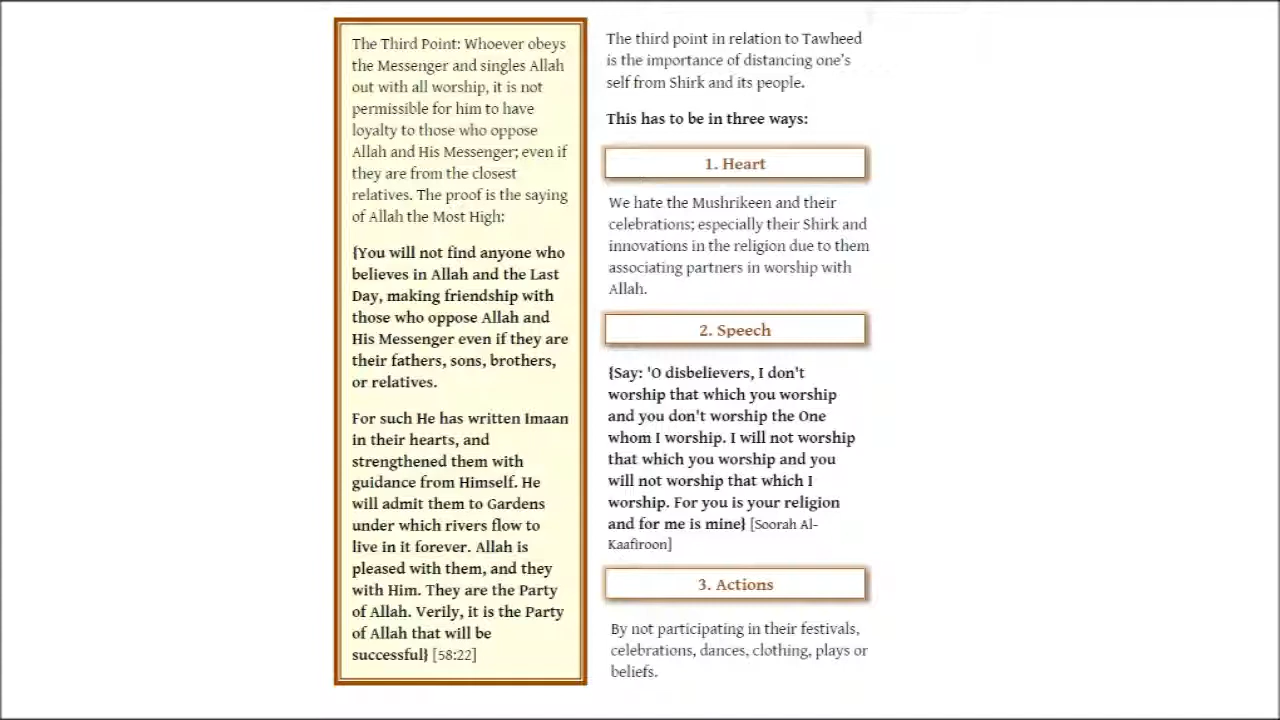 The Third Point: Whoever obeys
the Messenger and singles Allah
out with all worship, it is not
permissible for him to have
loyalty to those who oppose
Allah and His Messenger; even if
they are from the closest
relatives. The proof is the saying
of Allah the Most High:
{You will not find anyone who
believes in Allah and the Last
Day, making friendship with
those who oppose Allah and
His Messenger even if they are
their fathers, sons, brothers,
or relatives.
For such He has written Imaan
in their hearts, and
strengthened them with
guidance from Himself. He
will admit them to Gardens
under which rivers flow to
live in it forever. Allah is
pleased with them, and they
with Him. They are the Party
of Allah. Verily, it is the Party
of Allah that will be
successful} [58:22]
The third point in relation to Tawheed
is the importance of distancing one's
self from Shirk and its people.
This has to be in three ways:
1. Heart
We hate the Mushrikeen and their
celebrations; especially their Shirk and
innovations in the religion due to them
associating partners in worship with
Allah.
2. Speech
{Say: 'O disbelievers, I don't
worship that which you worship
and you don't worship the One
whom I worship. I will not worship
that which you worship and you
will not worship that which I
worship. For you is your religion
and for me is mine} [Soorah Al-
Kaafiroon]
3. Actions
By not participating in their festivals,
celebrations, dances, clothing, plays or
beliefs.